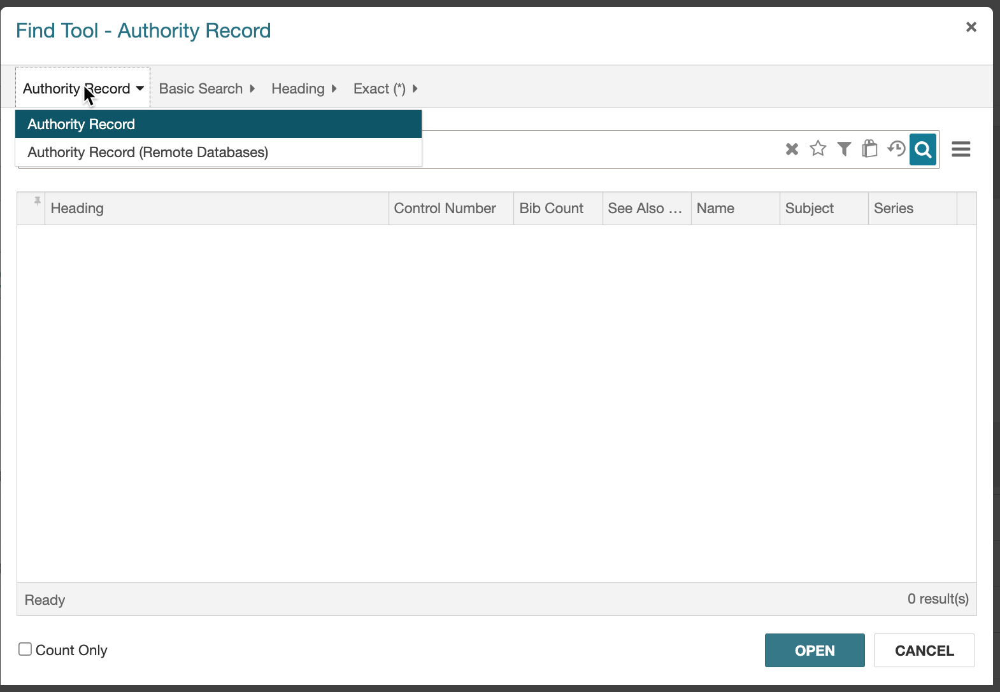 Find Tool - Authority Record
Authority Record Basic Search Heading Exact (*)
Authority Record
Authority Record (Remote Databases)
Heading Control Number Bib Count See Also ... Name Subject Series
Ready 0 result(s)
Count Only OPEN CANCEL